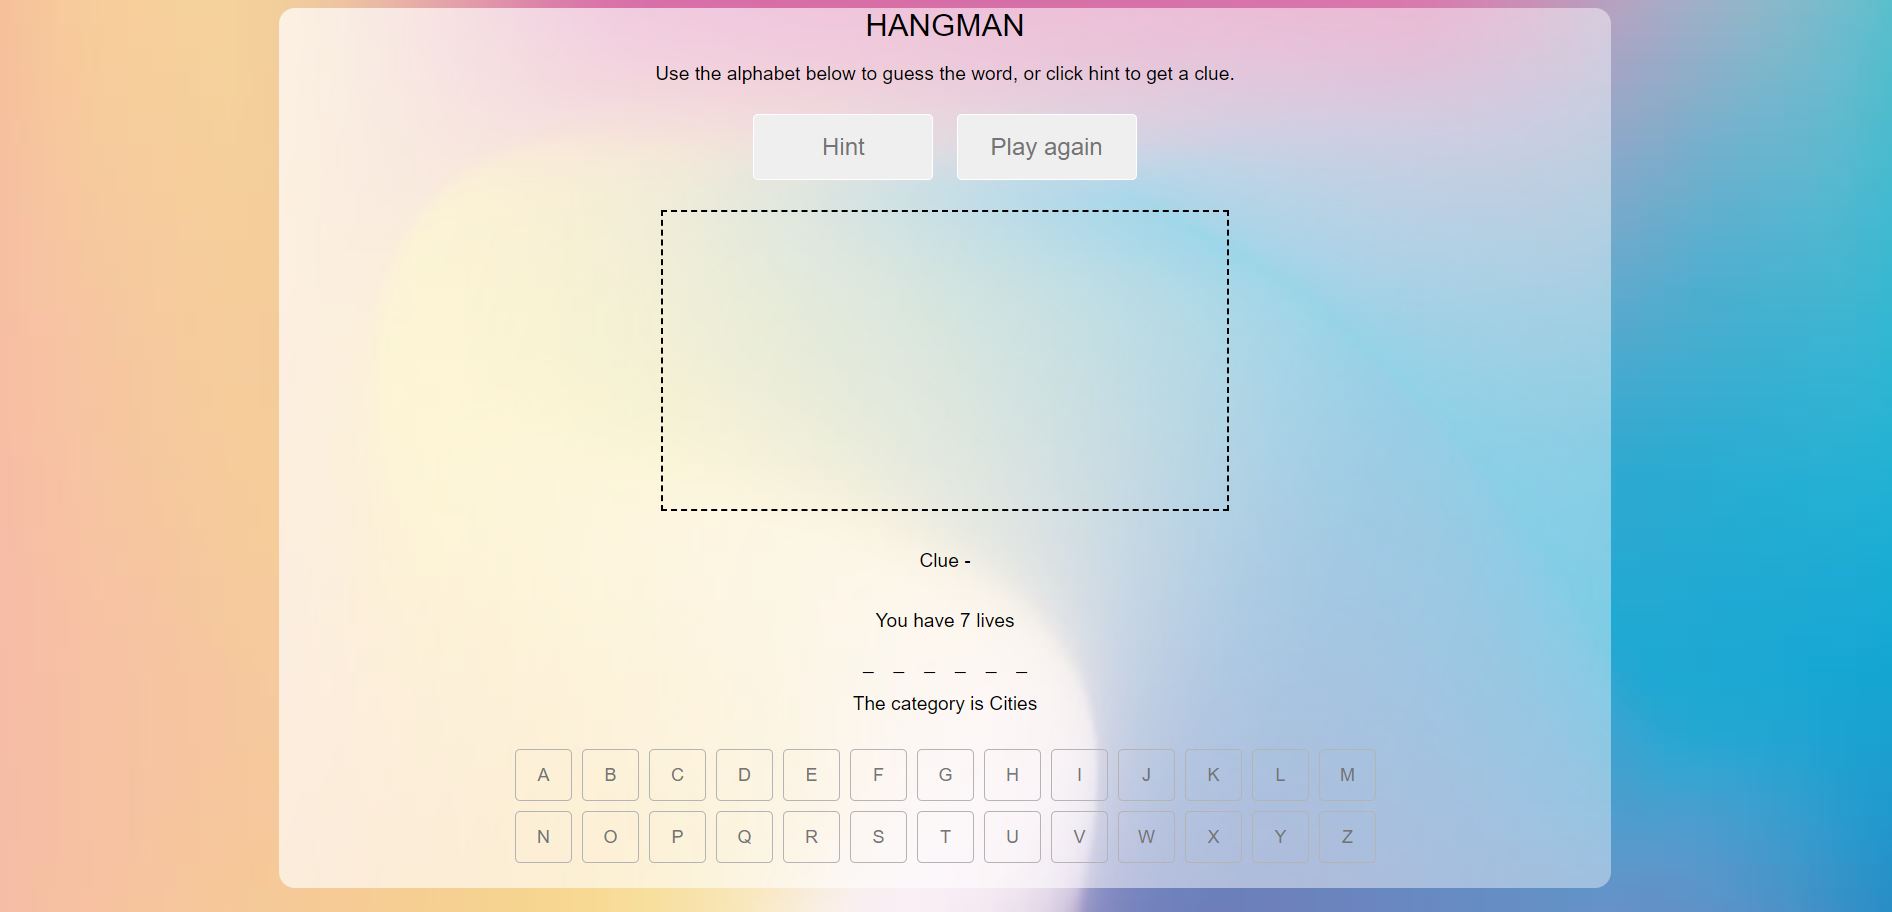 HANGMAN
Use the alphabet below to guess the word, or click hint to get a clue.
Hint Play again
Clue -
You have 7 lives
_ _ _ _ _ _
The category is Cities
A B C D E F G H I J K L M
N O P Q R S T U V W X Y Z